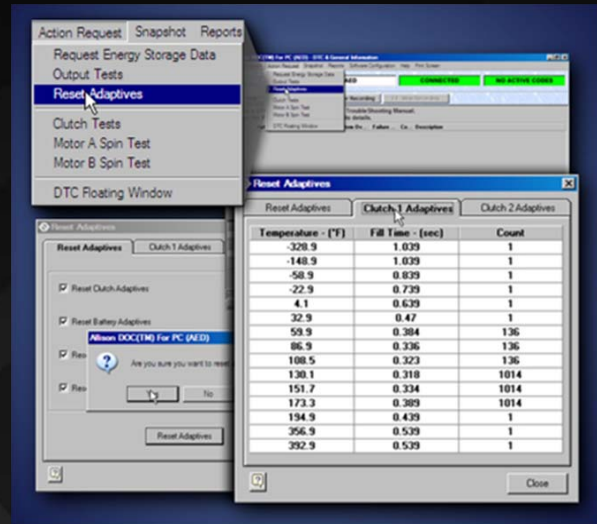 Action Request Snapshot Reports
Request Energy Storage Data
Output Tests
Reset Adaptives
Clutch Tests
Motor A Spin Test
Motor B Spin Test
DTC Floating Window
CONNECTED
NO ACTIVE CODES
Reset Adaptives
Reset Adaptives Clutch 1 Adaptives Clutch 2 Adaptives
Temperature - (°F) Fill Time - (sec) Count
-328.9 1.039 1
-148.9 1.039 1
-58.9 0.839 1
-22.9 0.739 1
4.1 0.639 1
32.9 0.47 1
59.9 0.384 136
86.9 0.336 136
108.5 0.323 136
130.1 0.318 1014
151.7 0.334 1014
173.3 0.389 1014
194.9 0.439 1
356.9 0.539 1
392.9 0.539 1
Close
Reset Adaptives
Reset Adaptives Clutch 1 Adaptives
Reset Clutch Adaptives
Reset Battery Adaptives
Allison DOC(TM) For PC (AED)
Are you sure you want to reset
Yes No
Reset Adaptives